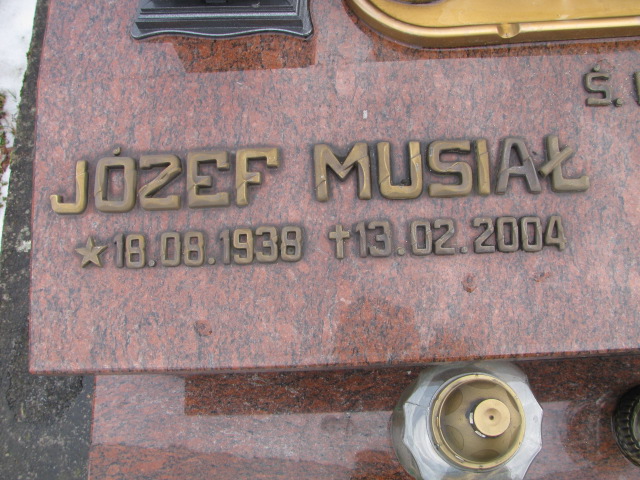 Ś.
JÓZEF MUSIAŁ
★18.08.1938 ✝13.02.2004